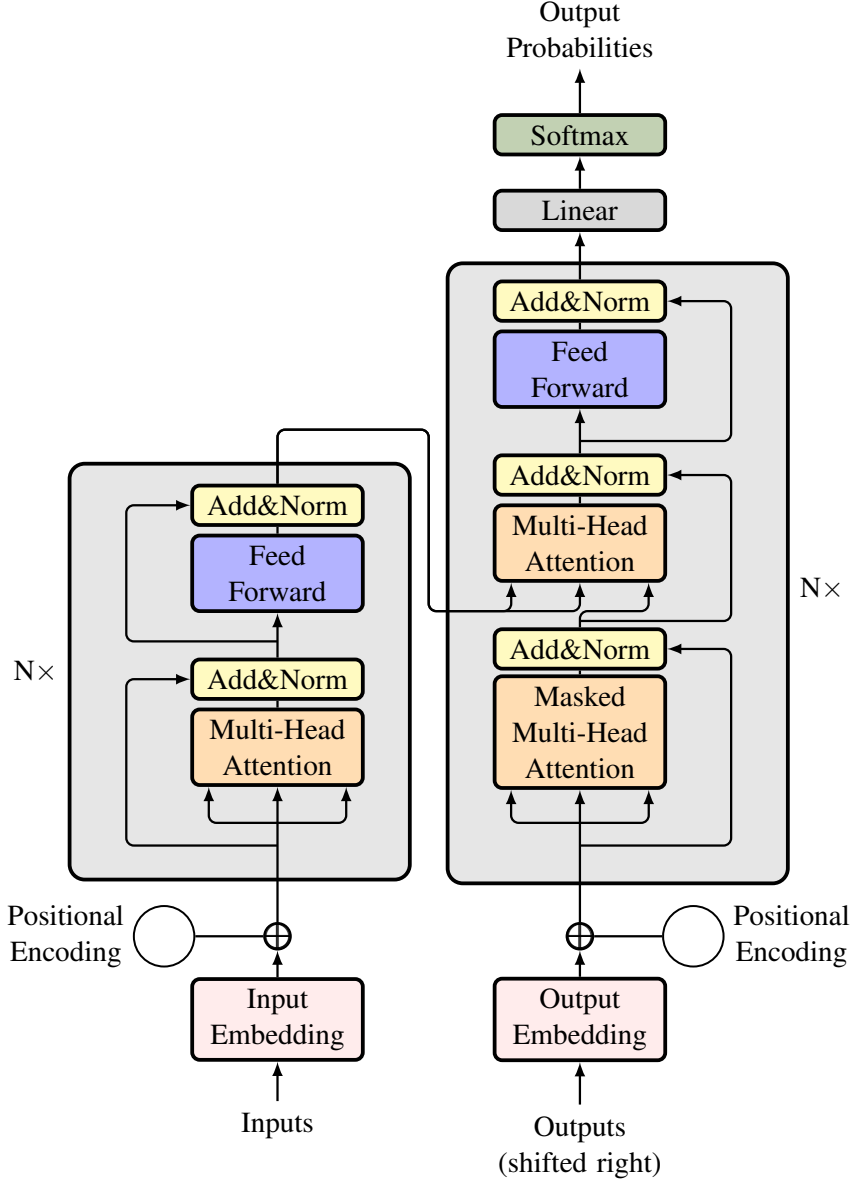 Output
Probabilities
Softmax
Linear
Add&Norm
Feed
Forward
Add&Norm
Multi-Head
Attention
Add&Norm
Masked
Multi-Head
Attention
N×
Add&Norm
Feed
Forward
Add&Norm
Multi-Head
Attention
N×
Positional
Encoding
Positional
Encoding
Input
Embedding
Output
Embedding
Inputs
Outputs
(shifted right)